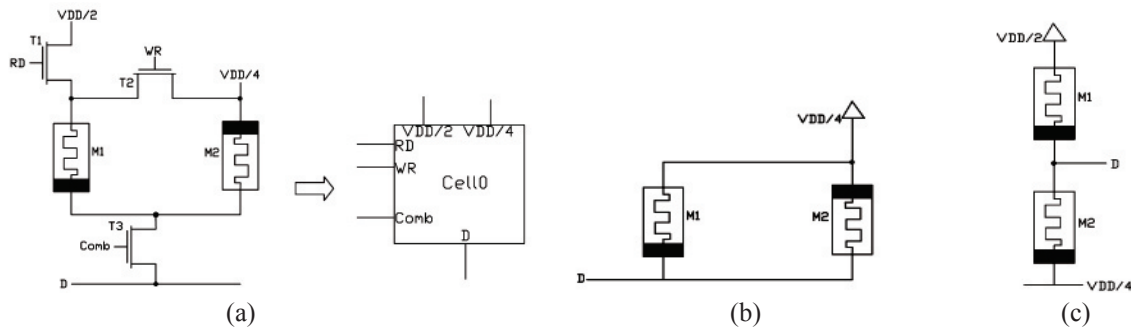 VDD/2
T1
RD
WR
T2
VDD/4
M1
M2
T3
Comb
D
(a)
VDD/2 VDD/4
RD
WR
Cell0
Comb
D
VDD/4
M1
M2
D
(b)
VDD/2
M1
D
M2
VDD/4
(c)